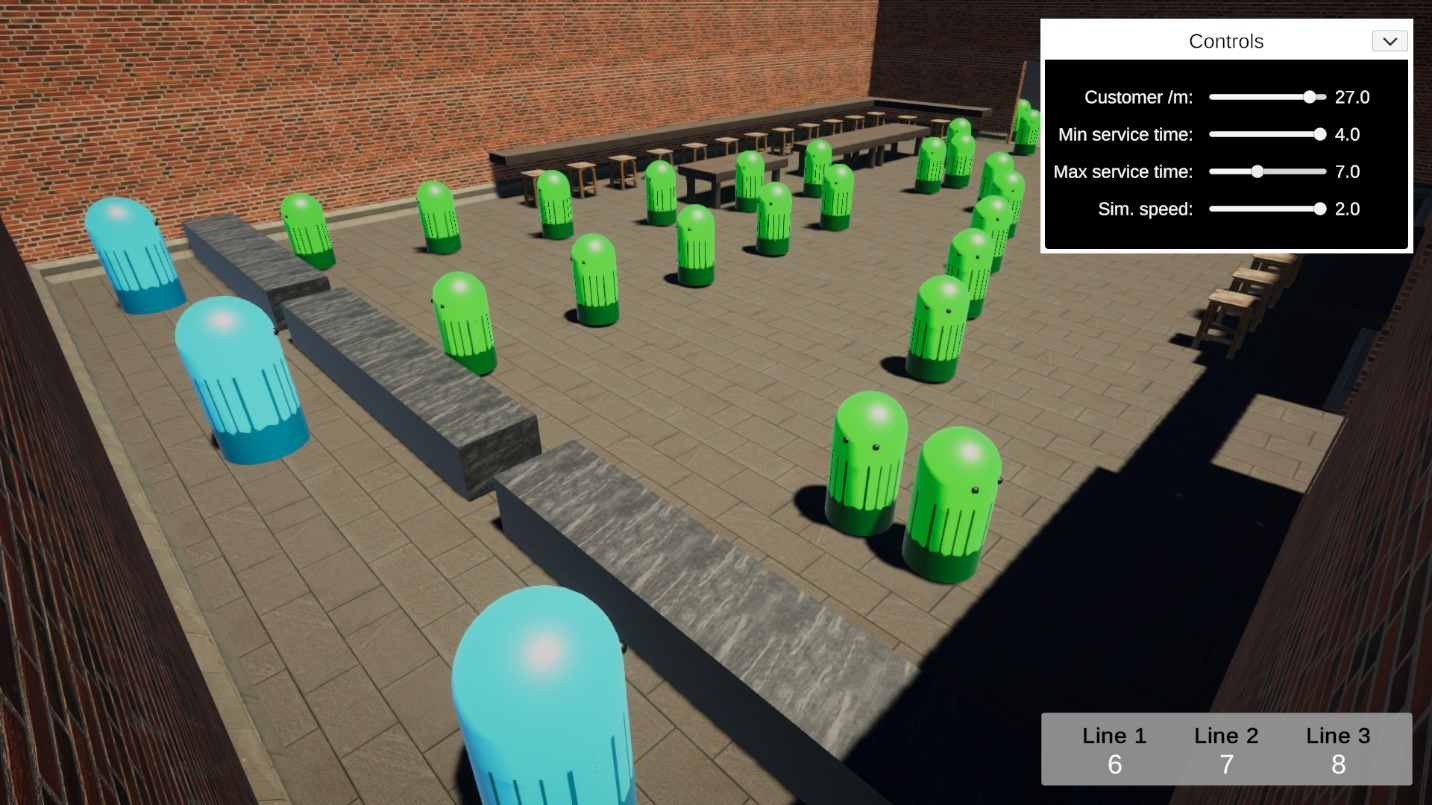 Controls
Customer /m: 27.0
Min service time: 4.0
Max service time: 7.0
Sim. speed: 2.0
Line 1 Line 2 Line 3
6 7 8